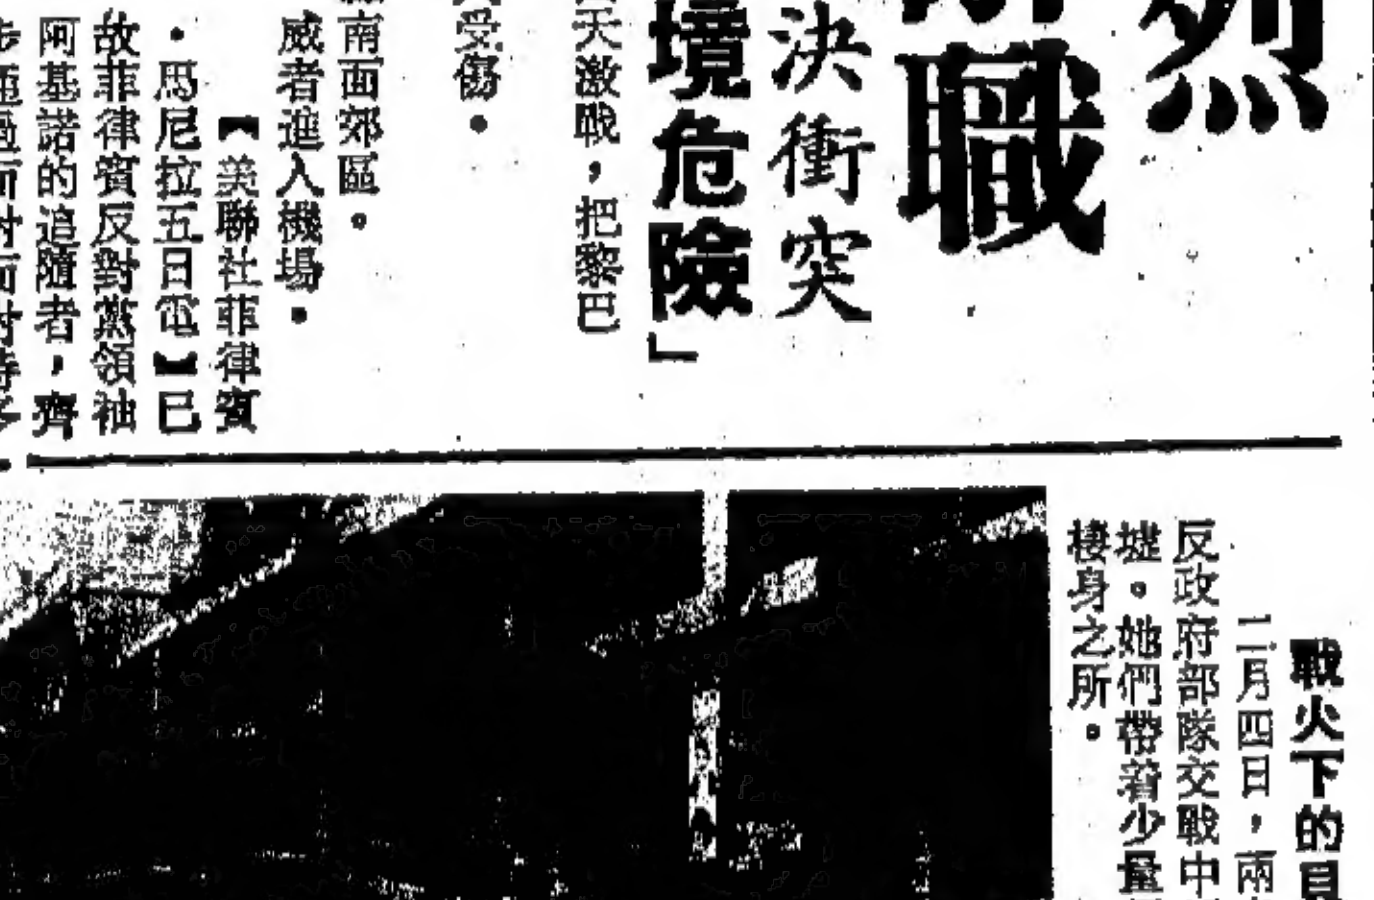 烈
職
決衝突
境危險」
天激戰，把黎巴
受傷。
南面郊區。
威者進入機場。
【美聯社菲律賓
・馬尼拉五日電】已
故菲律賓反對黨領袖
阿基諾的追隨者，齊
戰火下的
二月四日，兩
反政府部隊交戰中
墟。她們帶着少量
棲身之所。